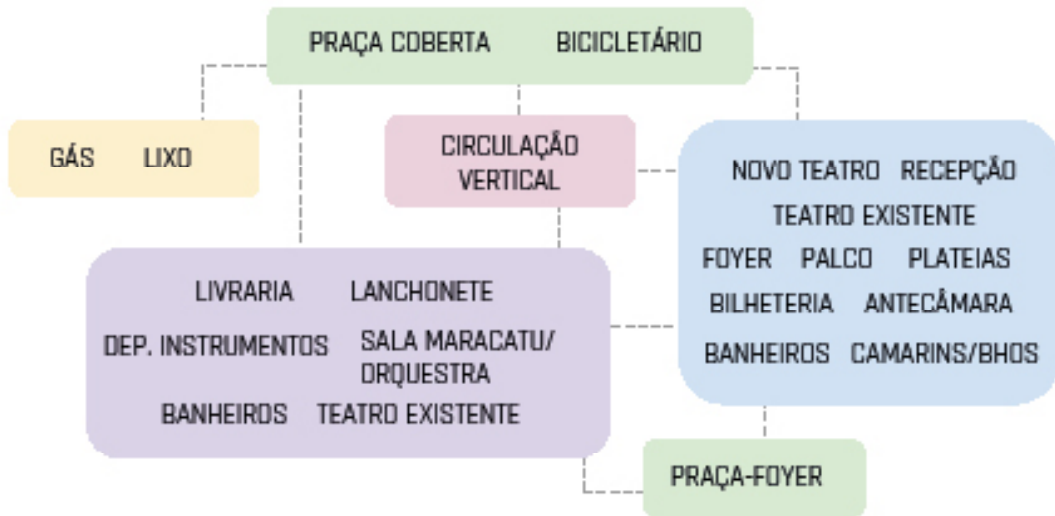 PRAÇA COBERTA BICICLETÁRIO
GÁS LIXO
CIRCULAÇÃO
VERTICAL
NOVO TEATRO RECEPÇÃO
TEATRO EXISTENTE
FOYER PALCO PLATEIAS
BILHETERIA ANTECÂMARA
BANHEIROS CAMARINS/BHOS
LIVRARIA LANCHONETE
DEP. INSTRUMENTOS SALA MARACATU/
ORQUESTRA
BANHEIROS TEATRO EXISTENTE
PRAÇA-FOYER